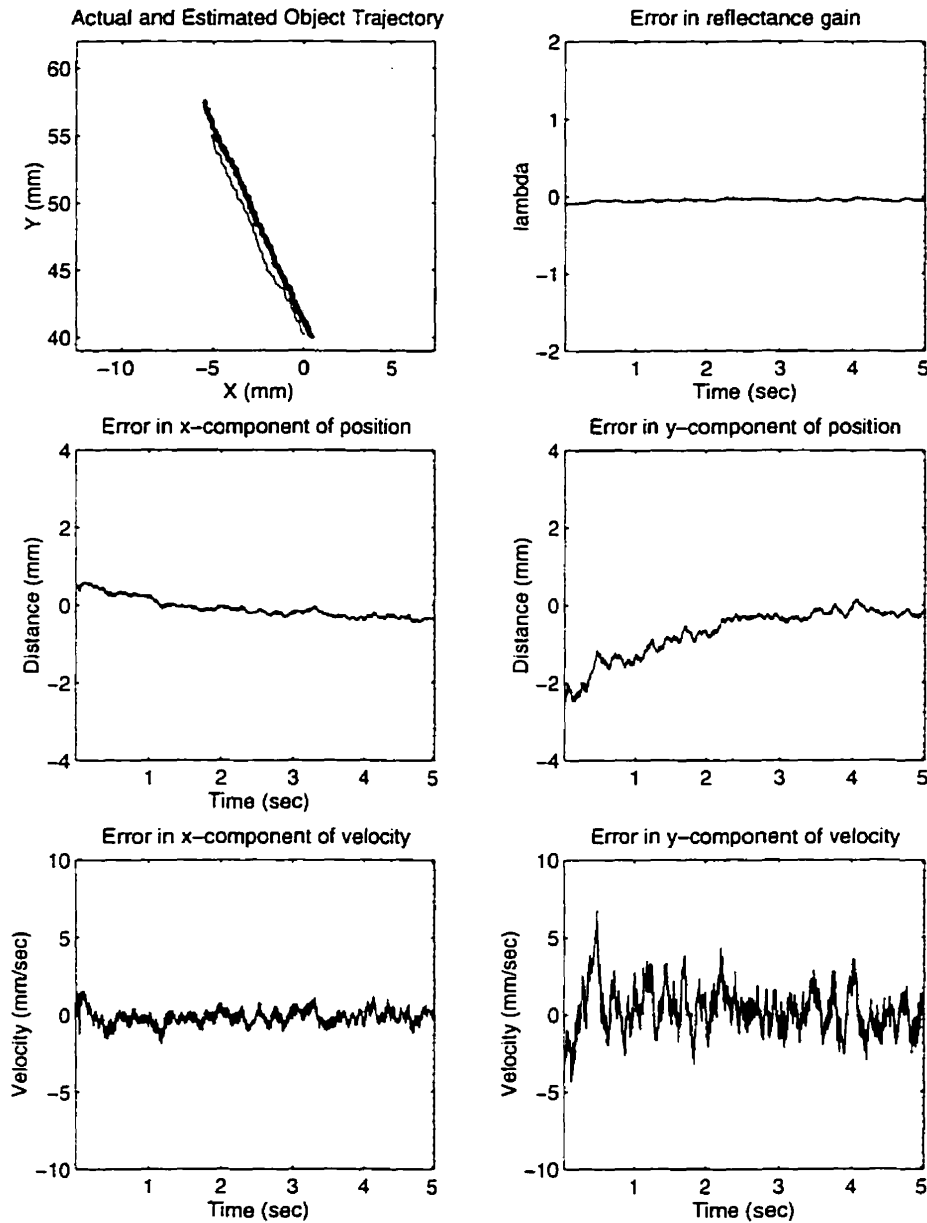 Actual and Estimated Object Trajectory
60
55
50
45
40
Y (mm)
−10 −5 0 5
X (mm)
Error in reflectance gain
2
1
0
−1
−2
lambda
1 2 3 4 5
Time (sec)
Error in x−component of position
4
2
0
−2
−4
Distance (mm)
1 2 3 4 5
Time (sec)
Error in y−component of position
4
2
0
−2
−4
Distance (mm)
1 2 3 4 5
Error in x−component of velocity
10
5
0
−5
−10
Velocity (mm/sec)
1 2 3 4 5
Time (sec)
Error in y−component of velocity
10
5
0
−5
−10
Velocity (mm/sec)
1 2 3 4 5
Time (sec)